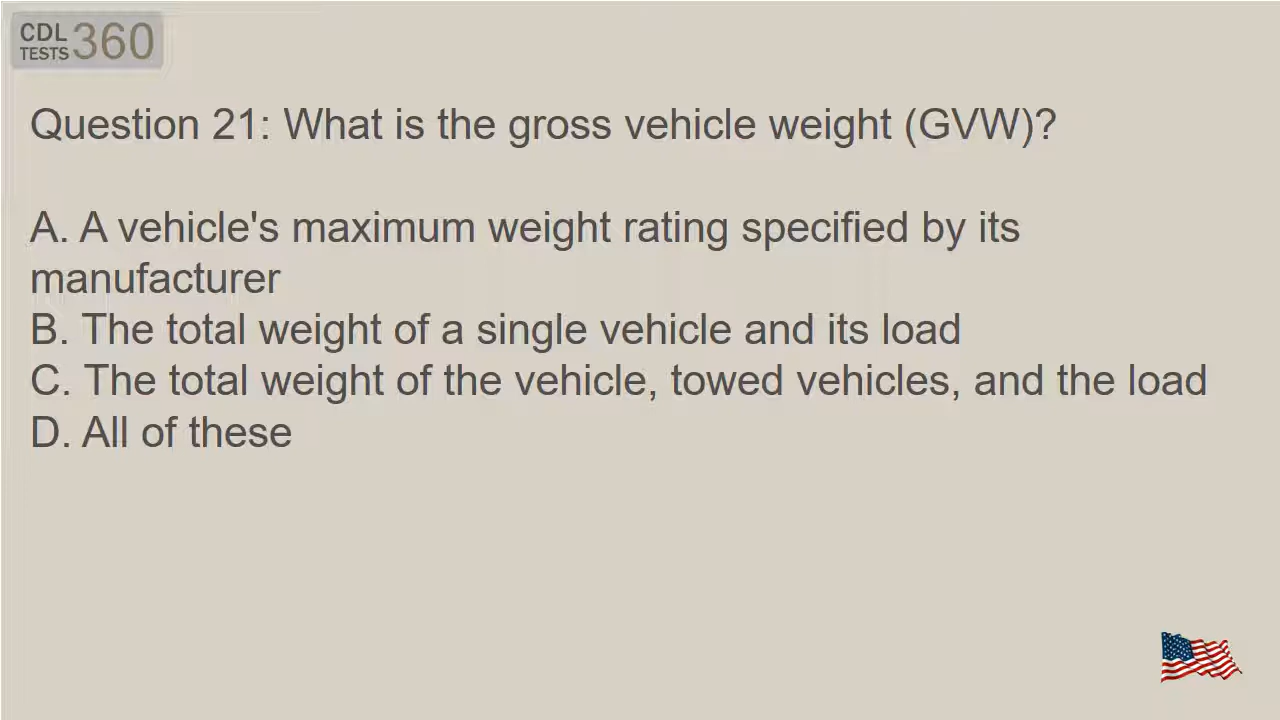 CDL
TESTS 360
Question 21: What is the gross vehicle weight (GVW)?
A. A vehicle's maximum weight rating specified by its
manufacturer
B. The total weight of a single vehicle and its load
C. The total weight of the vehicle, towed vehicles, and the load
D. All of these